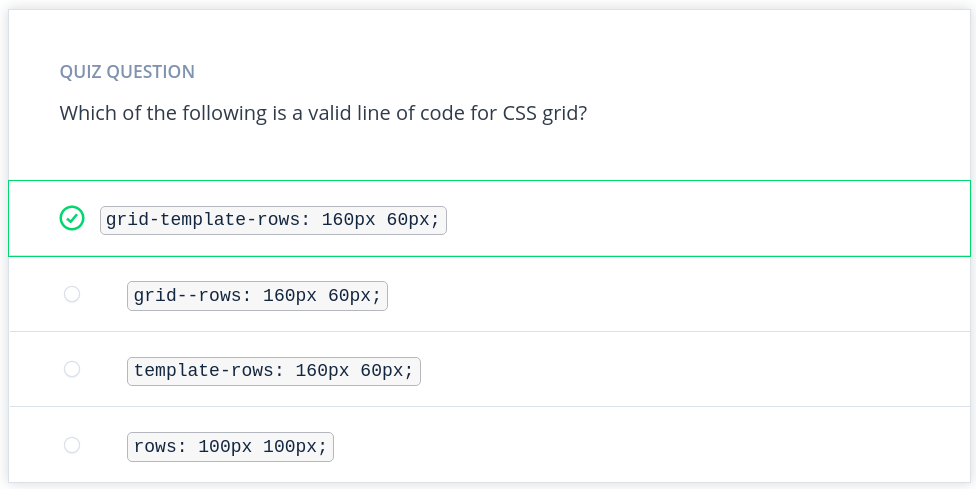 QUIZ QUESTION
Which of the following is a valid line of code for CSS grid?
grid-template-rows: 160px 60px;
grid--rows: 160px 60px;
template-rows: 160px 60px;
rows: 100px 100px;